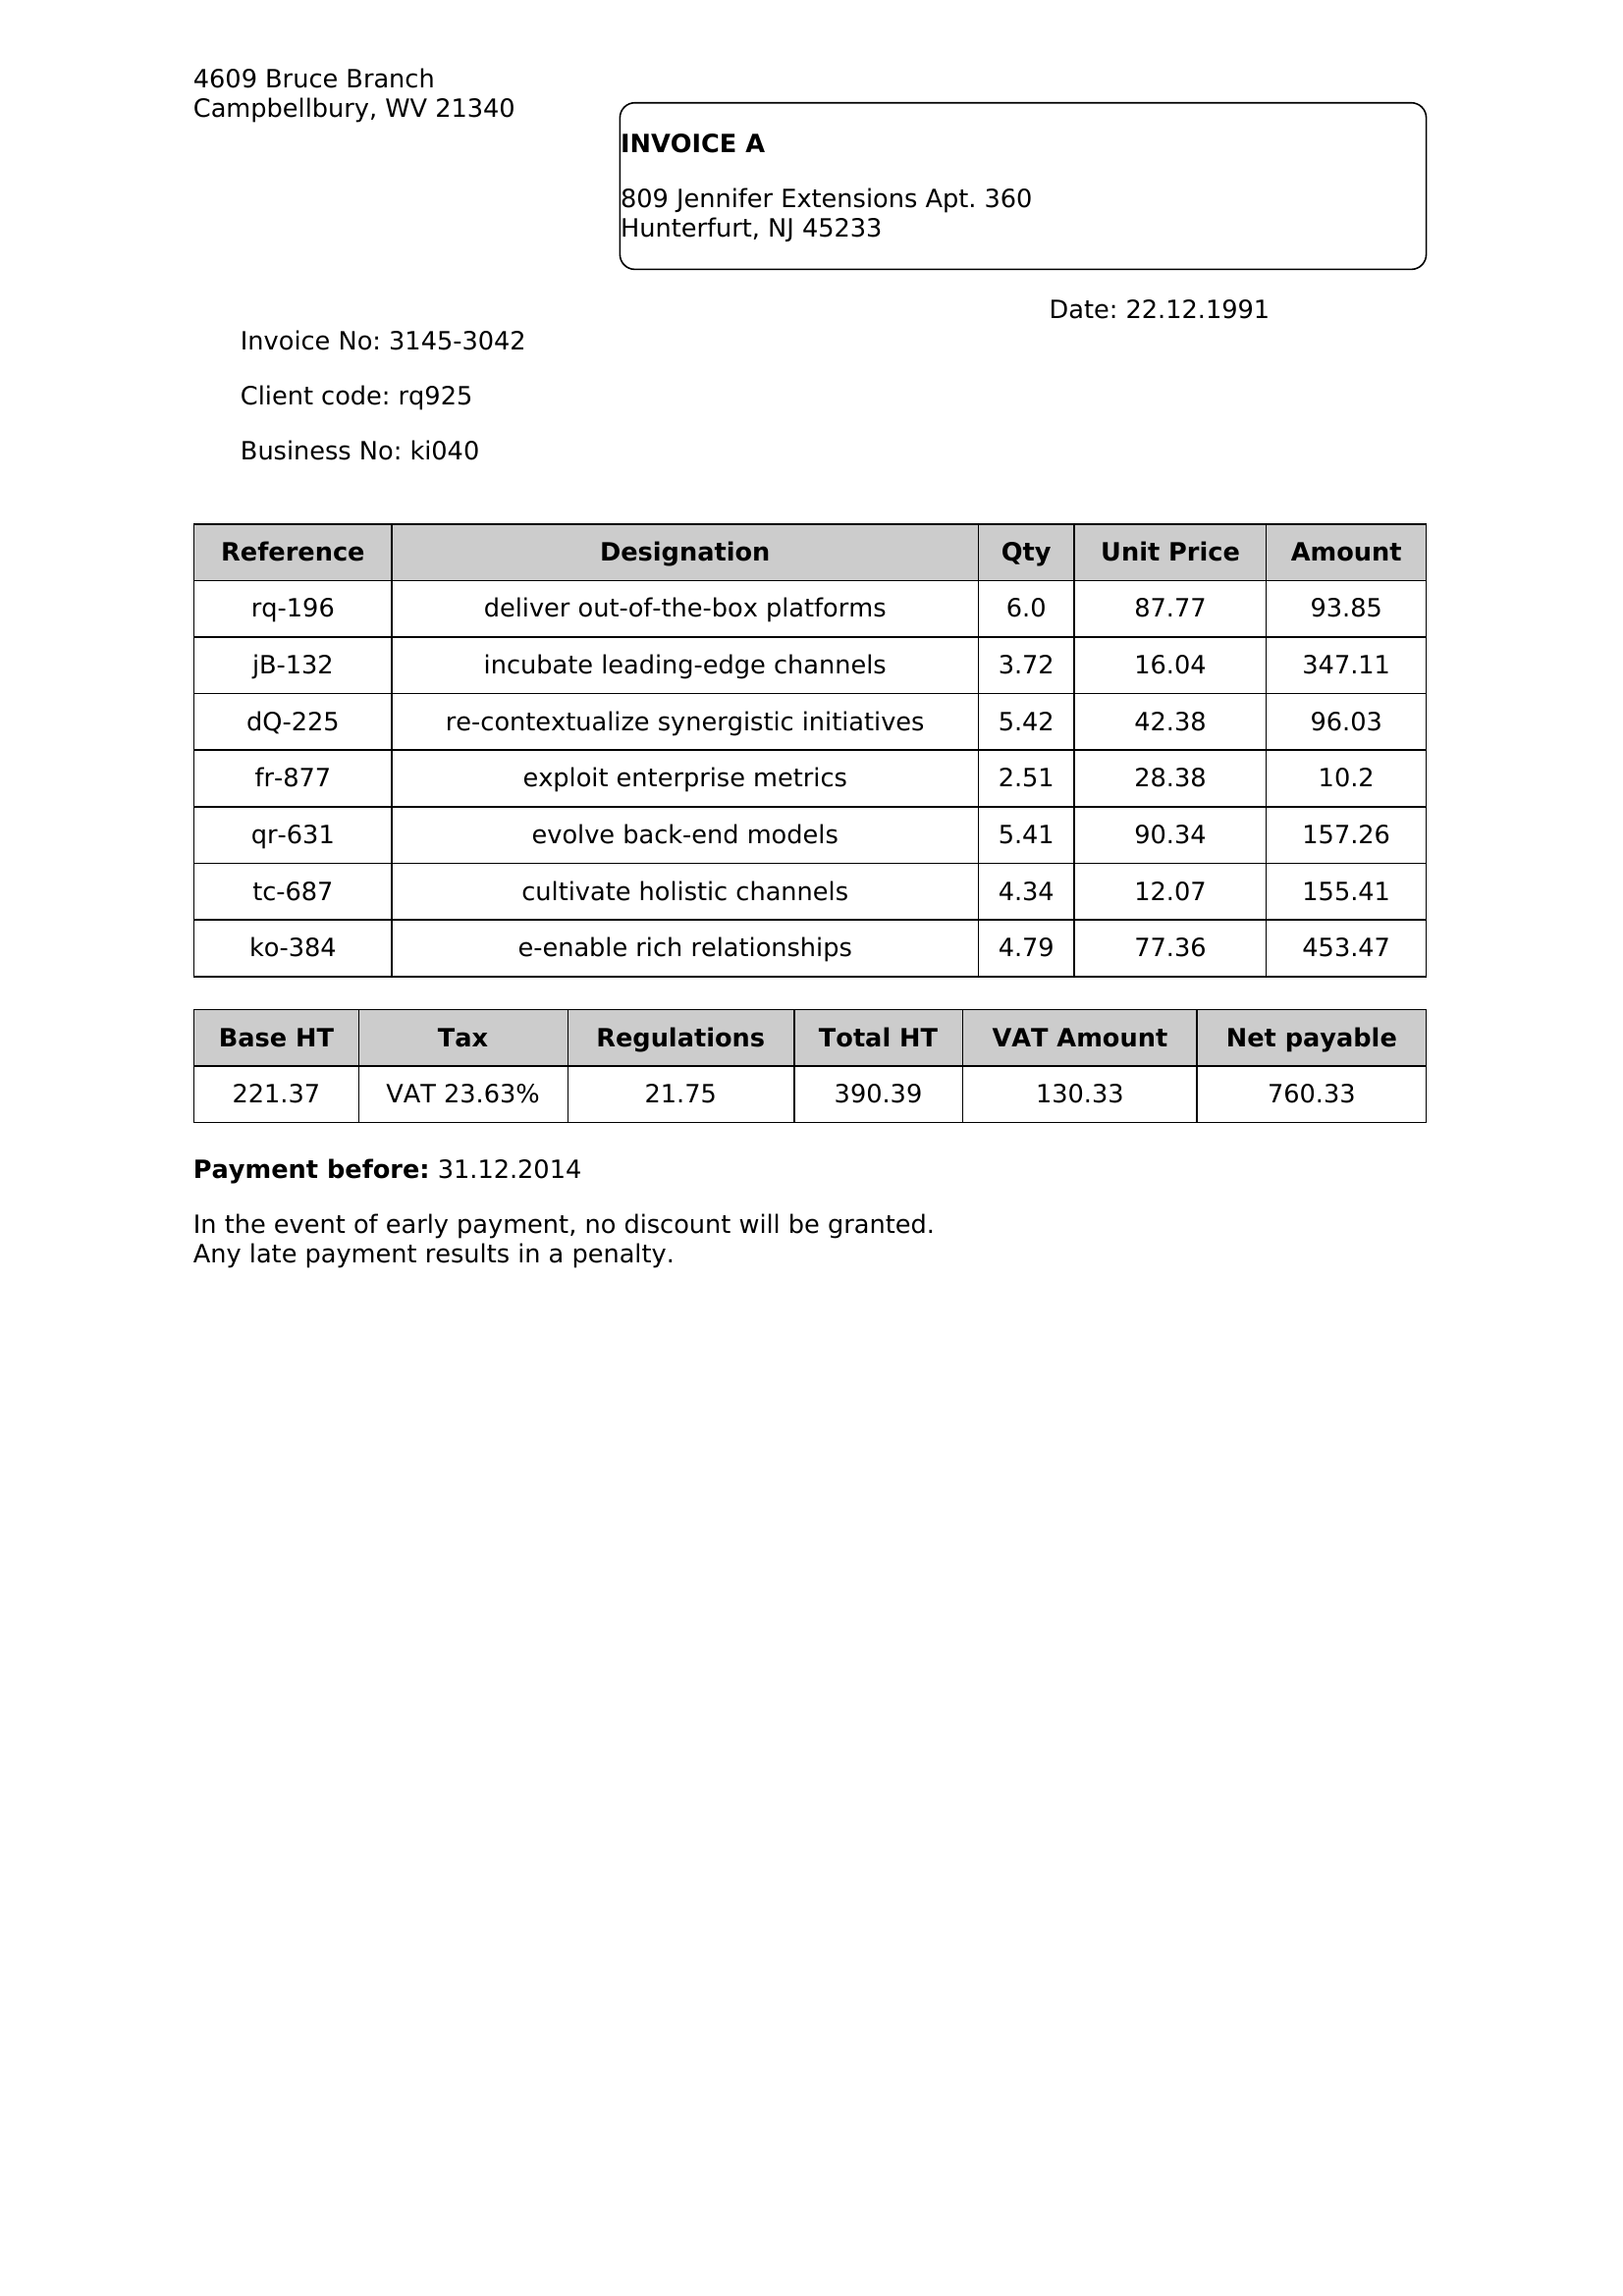 4609 Bruce Branch
Campbellbury, WV 21340
INVOICE A
809 Jennifer Extensions Apt. 360
Hunterfurt, NJ 45233
Date: 22.12.1991
Invoice No: 3145-3042
Client code: rq925
Business No: ki040
Reference Designation Qty Unit Price Amount
rq-196 deliver out-of-the-box platforms 6.0 87.77 93.85
jB-132 incubate leading-edge channels 3.72 16.04 347.11
dQ-225 re-contextualize synergistic initiatives 5.42 42.38 96.03
fr-877 exploit enterprise metrics 2.51 28.38 10.2
qr-631 evolve back-end models 5.41 90.34 157.26
tc-687 cultivate holistic channels 4.34 12.07 155.41
ko-384 e-enable rich relationships 4.79 77.36 453.47
Base HT Tax Regulations Total HT VAT Amount Net payable
221.37 VAT 23.63% 21.75 390.39 130.33 760.33
Payment before: 31.12.2014
In the event of early payment, no discount will be granted.
Any late payment results in a penalty.